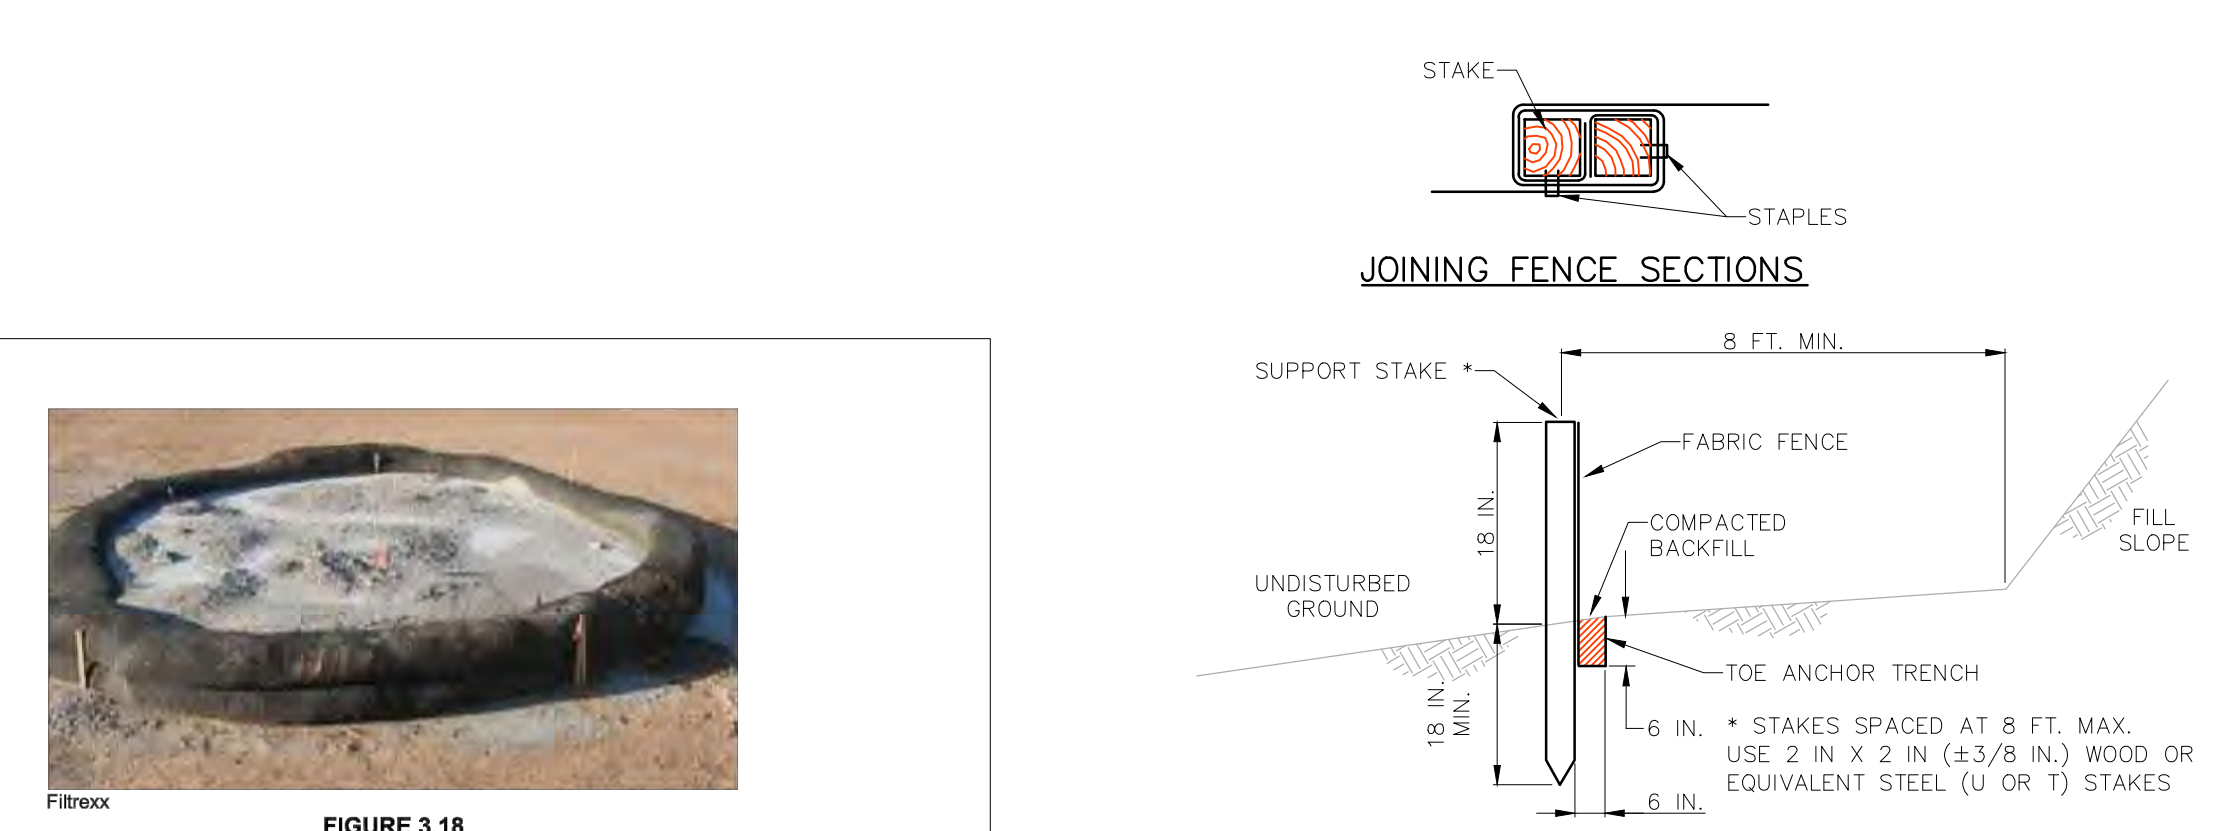 STAKE
STAPLES
JOINING FENCE SECTIONS
8 FT. MIN.
SUPPORT STAKE *
FABRIC FENCE
18 IN.
COMPACTED
BACKFILL
FILL
SLOPE
UNDISTURBED
GROUND
TOE ANCHOR TRENCH
18 IN.
MIN.
6 IN.
* STAKES SPACED AT 8 FT. MAX.
USE 2 IN X 2 IN (±3/8 IN.) WOOD OR
EQUIVALENT STEEL (U OR T) STAKES
6 IN.
Filtrexx
FIGURE 3.18